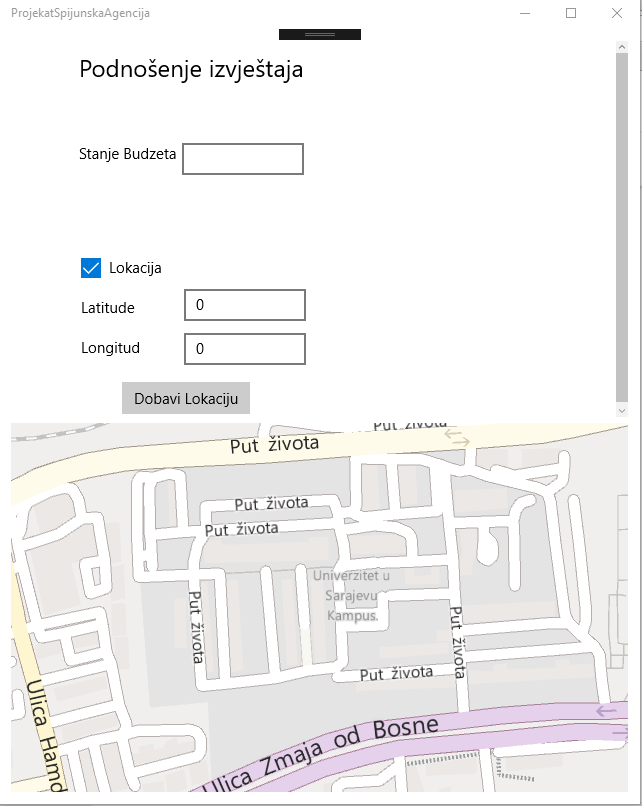 ProjekatSpijunskaAgencija
Podnošenje izvještaja
Stanje Budzeta
Lokacija
Latitude 0
Longitud 0
Dobavi Lokaciju
Put života
Put života
Put života
Put života
Univerzitet u
Sarajevu
Kampus.
Put života
Put života
Put života
Ulica Hamd
Ulica Zmaja od Bosne